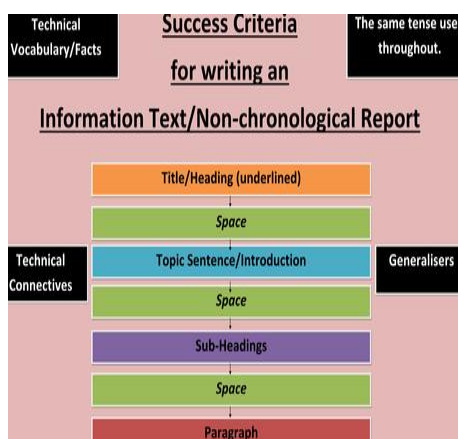 Technical
Vocabulary/Facts
Success Criteria
for writing an
Information Text/Non-chronological Report
The same tense use
throughout.
Title/Heading (underlined)
Space
Topic Sentence/Introduction
Space
Sub-Headings
Space
Paragraph
Technical
Connectives
Generalisers